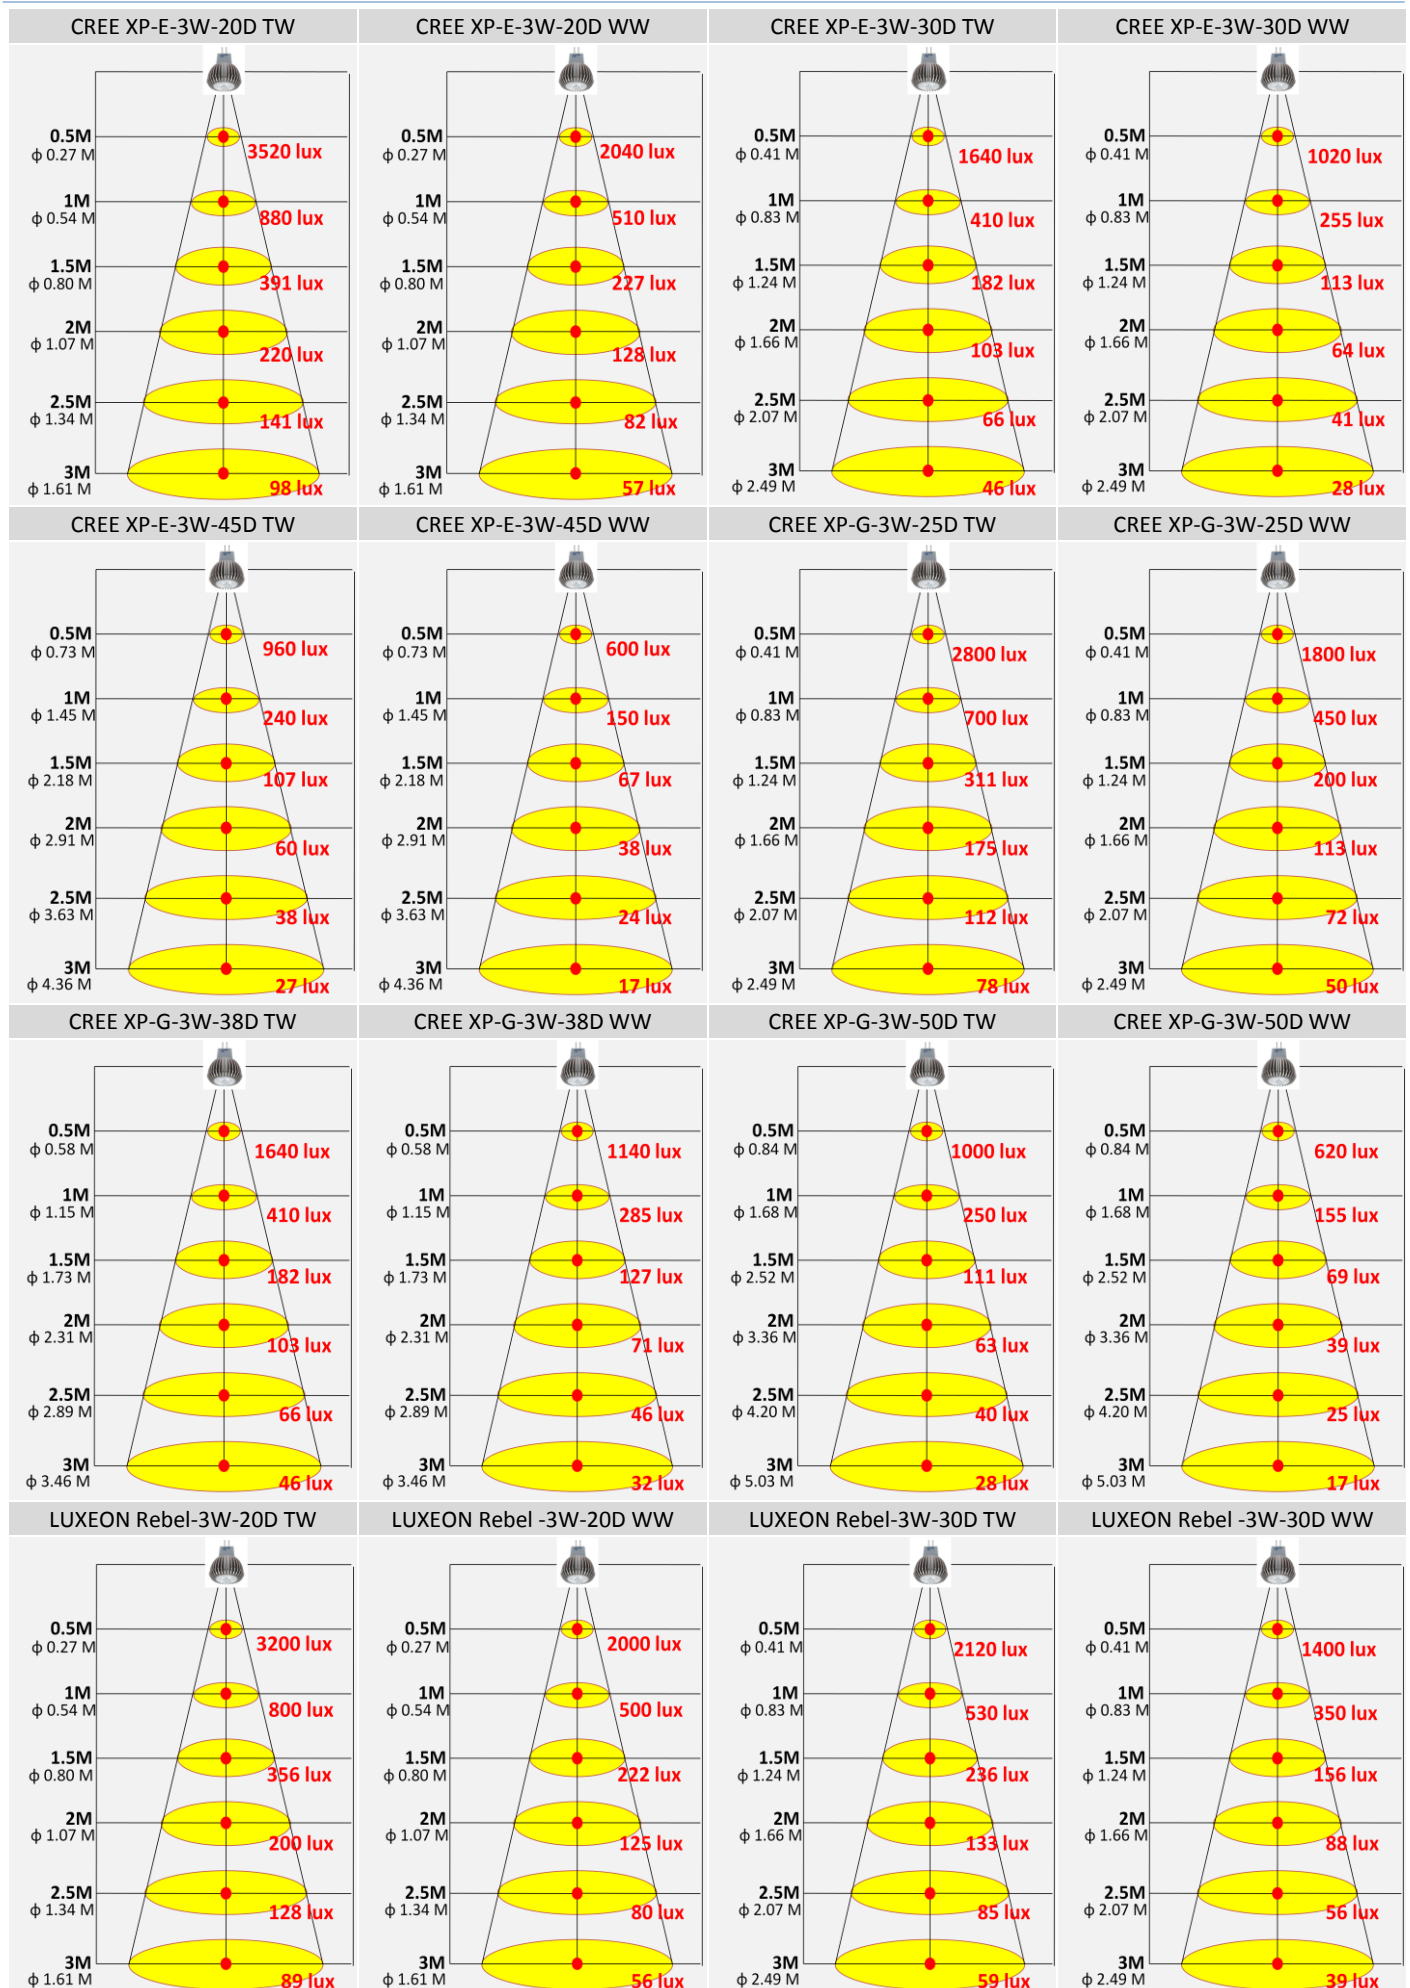 CREE XP-E-3W-20D TW
0.5M
ϕ 0.27 M
3520 lux
1M
ϕ 0.54 M
880 lux
1.5M
ϕ 0.80 M
391 lux
2M
ϕ 1.07 M
220 lux
2.5M
ϕ 1.34 M
141 lux
3M
ϕ 1.61 M
98 lux
CREE XP-E-3W-20D WW
0.5M
ϕ 0.27 M
2040 lux
1M
ϕ 0.54 M
510 lux
1.5M
ϕ 0.80 M
227 lux
2M
ϕ 1.07 M
128 lux
2.5M
ϕ 1.34 M
82 lux
3M
ϕ 1.61 M
57 lux
CREE XP-E-3W-30D TW
0.5M
ϕ 0.41 M
1640 lux
1M
ϕ 0.83 M
410 lux
1.5M
ϕ 1.24 M
182 lux
2M
ϕ 1.66 M
103 lux
2.5M
ϕ 2.07 M
66 lux
3M
ϕ 2.49 M
46 lux
CREE XP-E-3W-30D WW
0.5M
ϕ 0.41 M
1020 lux
1M
ϕ 0.83 M
255 lux
1.5M
ϕ 1.24 M
113 lux
2M
ϕ 1.66 M
64 lux
2.5M
ϕ 2.07 M
41 lux
3M
ϕ 2.49 M
28 lux
CREE XP-E-3W-45D TW
0.5M
ϕ 0.73 M
960 lux
1M
ϕ 1.45 M
240 lux
1.5M
ϕ 2.18 M
107 lux
2M
ϕ 2.91 M
60 lux
2.5M
ϕ 3.63 M
38 lux
3M
ϕ 4.36 M
27 lux
CREE XP-E-3W-45D WW
0.5M
ϕ 0.73 M
600 lux
1M
ϕ 1.45 M
150 lux
1.5M
ϕ 2.18 M
67 lux
2M
ϕ 2.91 M
38 lux
2.5M
ϕ 3.63 M
24 lux
3M
ϕ 4.36 M
17 lux
CREE XP-G-3W-25D TW
0.5M
ϕ 0.41 M
2800 lux
1M
ϕ 0.83 M
700 lux
1.5M
ϕ 1.24 M
311 lux
2M
ϕ 1.66 M
175 lux
2.5M
ϕ 2.07 M
112 lux
3M
ϕ 2.49 M
78 lux
CREE XP-G-3W-25D WW
0.5M
ϕ 0.41 M
1800 lux
1M
ϕ 0.83 M
450 lux
1.5M
ϕ 1.24 M
200 lux
2M
ϕ 1.66 M
113 lux
2.5M
ϕ 2.07 M
72 lux
3M
ϕ 2.49 M
50 lux
CREE XP-G-3W-38D TW
0.5M
ϕ 0.58 M
1640 lux
1M
ϕ 1.15 M
410 lux
1.5M
ϕ 1.73 M
182 lux
2M
ϕ 2.31 M
103 lux
2.5M
ϕ 2.89 M
66 lux
3M
ϕ 3.46 M
46 lux
CREE XP-G-3W-38D WW
0.5M
ϕ 0.58 M
1140 lux
1M
ϕ 1.15 M
285 lux
1.5M
ϕ 1.73 M
127 lux
2M
ϕ 2.31 M
71 lux
2.5M
ϕ 2.89 M
46 lux
3M
ϕ 3.46 M
32 lux
CREE XP-G-3W-50D TW
0.5M
ϕ 0.84 M
1000 lux
1M
ϕ 1.68 M
250 lux
1.5M
ϕ 2.52 M
111 lux
2M
ϕ 3.36 M
63 lux
2.5M
ϕ 4.20 M
40 lux
3M
ϕ 5.03 M
28 lux
CREE XP-G-3W-50D WW
0.5M
ϕ 0.84 M
620 lux
1M
ϕ 1.68 M
155 lux
1.5M
ϕ 2.52 M
69 lux
2M
ϕ 3.36 M
39 lux
2.5M
ϕ 4.20 M
25 lux
3M
ϕ 5.03 M
17 lux
LUXEON Rebel-3W-20D TW
0.5M
ϕ 0.27 M
3200 lux
1M
ϕ 0.54 M
800 lux
1.5M
ϕ 0.80 M
356 lux
2M
ϕ 1.07 M
200 lux
2.5M
ϕ 1.34 M
128 lux
3M
ϕ 1.61 M
89 lux
LUXEON Rebel -3W-20D WW
0.5M
ϕ 0.27 M
2000 lux
1M
ϕ 0.54 M
500 lux
1.5M
ϕ 0.80 M
222 lux
2M
ϕ 1.07 M
125 lux
2.5M
ϕ 1.34 M
80 lux
3M
ϕ 1.61 M
56 lux
LUXEON Rebel-3W-30D TW
0.5M
ϕ 0.41 M
2120 lux
1M
ϕ 0.83 M
530 lux
1.5M
ϕ 1.24 M
236 lux
2M
ϕ 1.66 M
133 lux
2.5M
ϕ 2.07 M
85 lux
3M
ϕ 2.49 M
59 lux
LUXEON Rebel -3W-30D WW
0.5M
ϕ 0.41 M
1400 lux
1M
ϕ 0.83 M
350 lux
1.5M
ϕ 1.24 M
156 lux
2M
ϕ 1.66 M
88 lux
2.5M
ϕ 2.07 M
56 lux
3M
ϕ 2.49 M
39 lux